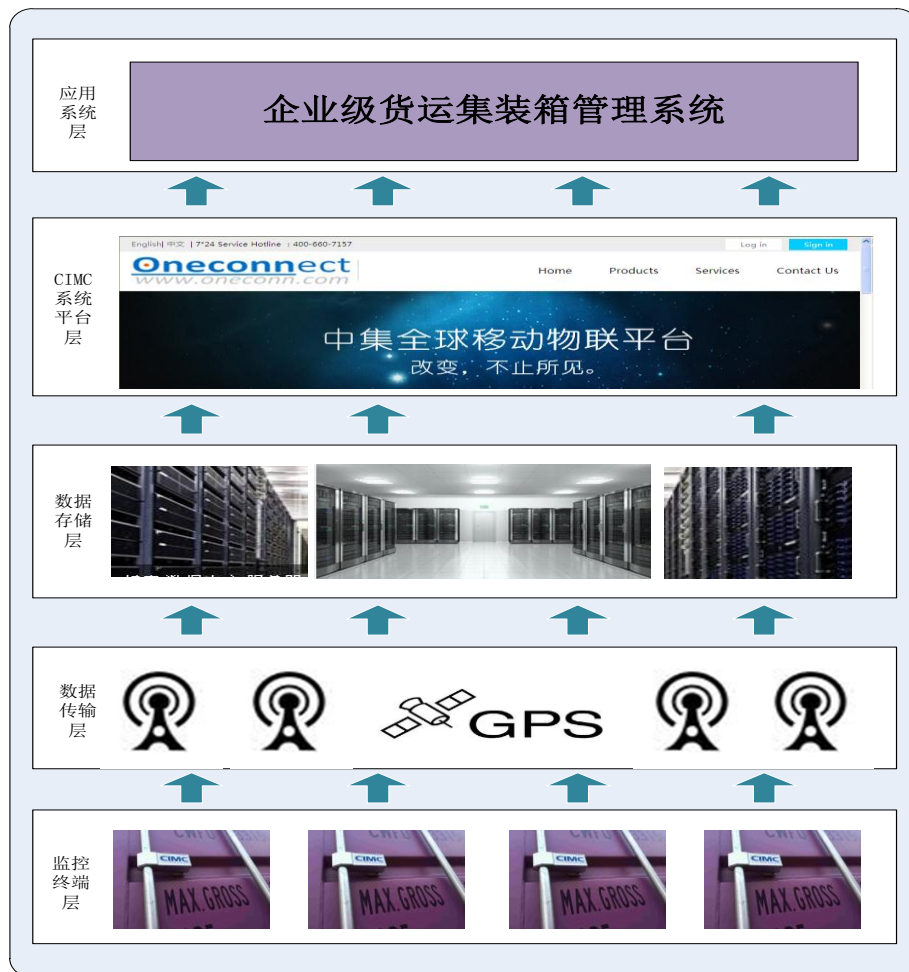 应用
系统
层
企业级货运集装箱管理系统
CIMC
系统
平台
层
English| 中文 | 7*24 Service Hotline : 400-660-7157
Log in
Sign in
Oneconnect
www.oneconn.com
Home
Products
Services
Contact Us
中集全球移动物联平台
改变，不止所见。
数据
存储
层
数据
传输
层
GPS
监控
终端
层
CIMC
MAX.GROSS
CIMC
MAX.GROSS
CIMC
MAX.GROSS
CIMC
MAX.GROSS